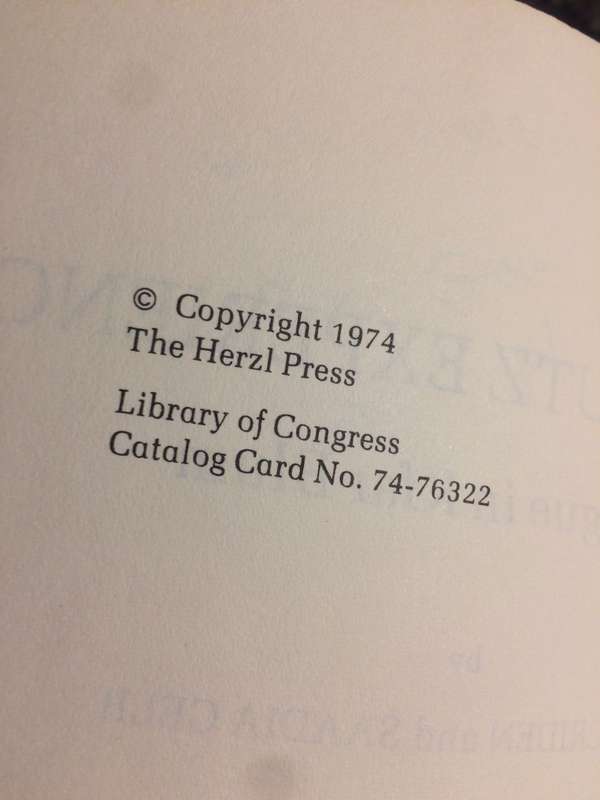 © Copyright 1974
The Herzl Press
Library of Congress
Catalog Card No. 74-76322